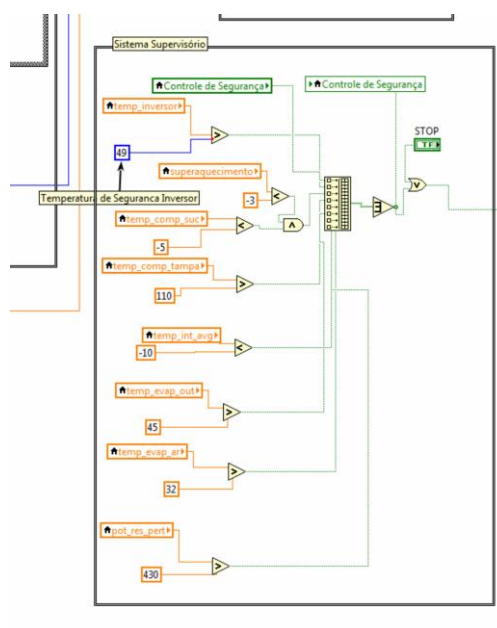 Sistema Supervisório
Controle de Segurança
Controle de Segurança
temp_inversor
STOP
TF
49
superaquecimento
-3
Temperatura de Seguranca Inversor
temp_comp_suc
-5
temp_comp_tampa
110
temp_int_avg
-10
temp_evap_out
45
temp_evap_ar
32
pot_res_pert
430